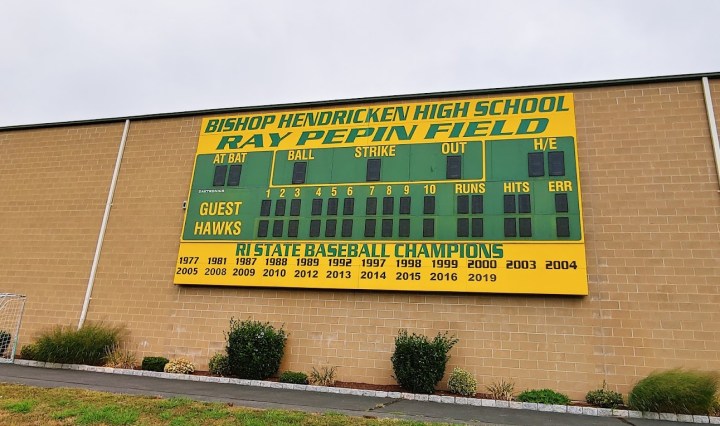 BISHOP HENDRICKEN HIGH SCHOOL
RAY PEPIN FIELD
AT BAT BALL STRIKE OUT H/E
DAKTRONICS
1 2 3 4 5 6 7 8 9 10 RUNS HITS ERR
GUEST
HAWKS
RI STATE BASEBALL CHAMPIONS
1977 1981 1987 1988 1989 1992 1997 1998 1999 2000 2003 2004
2005 2008 2009 2010 2012 2013 2014 2015 2016 2019